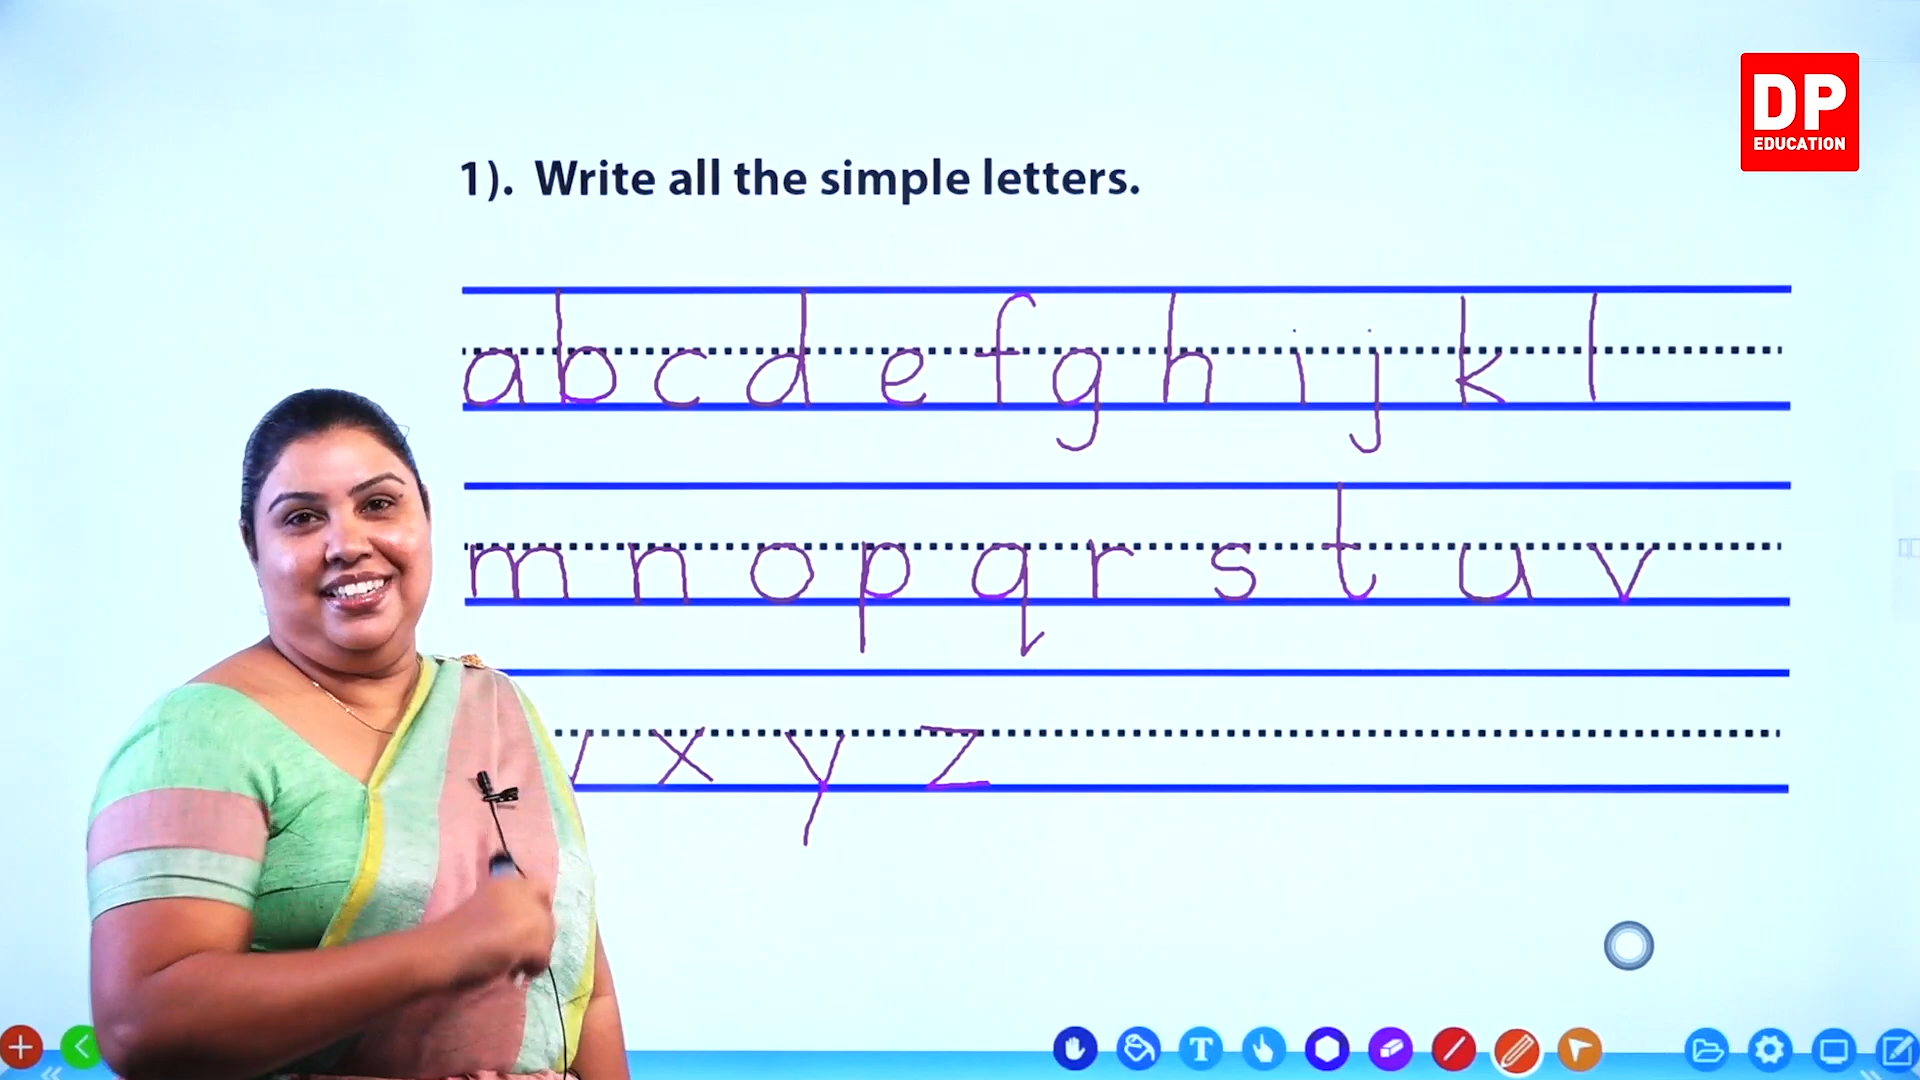 DP
EDUCATION
1). Write all the simple letters.
a b c d e f g h i j k l
m n o p q r s t u v
x y z